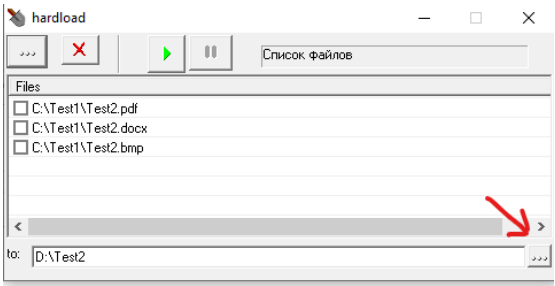 hardload
... Список файлов
Files
C:\Test1\Test2.pdf
C:\Test1\Test2.docx
C:\Test1\Test2.bmp
to: D:\Test2 ...